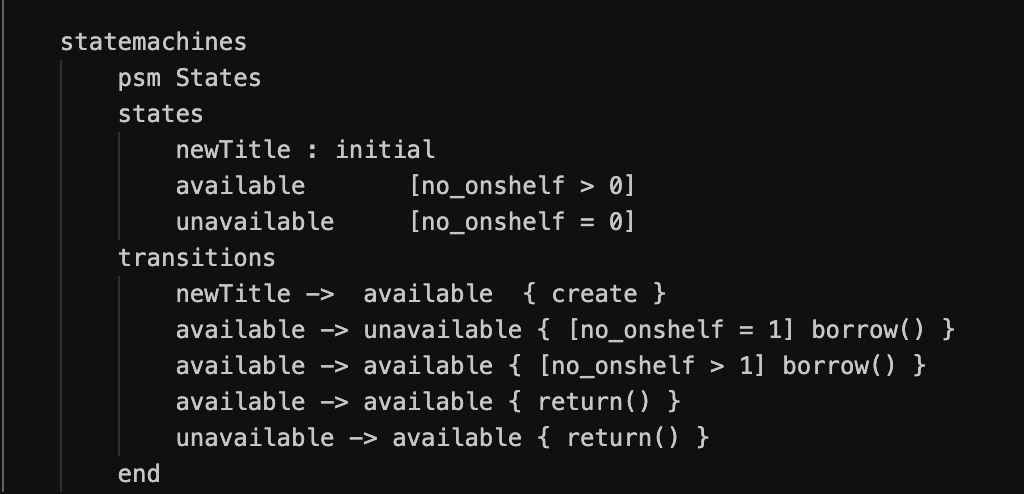 statemachines
psm States
states
newTitle : initial
available [no_onshelf > 0]
unavailable [no_onshelf = 0]
transitions
newTitle -> available { create }
available -> unavailable { [no_onshelf = 1] borrow() }
available -> available { [no_onshelf > 1] borrow() }
available -> available { return() }
unavailable -> available { return() }
end